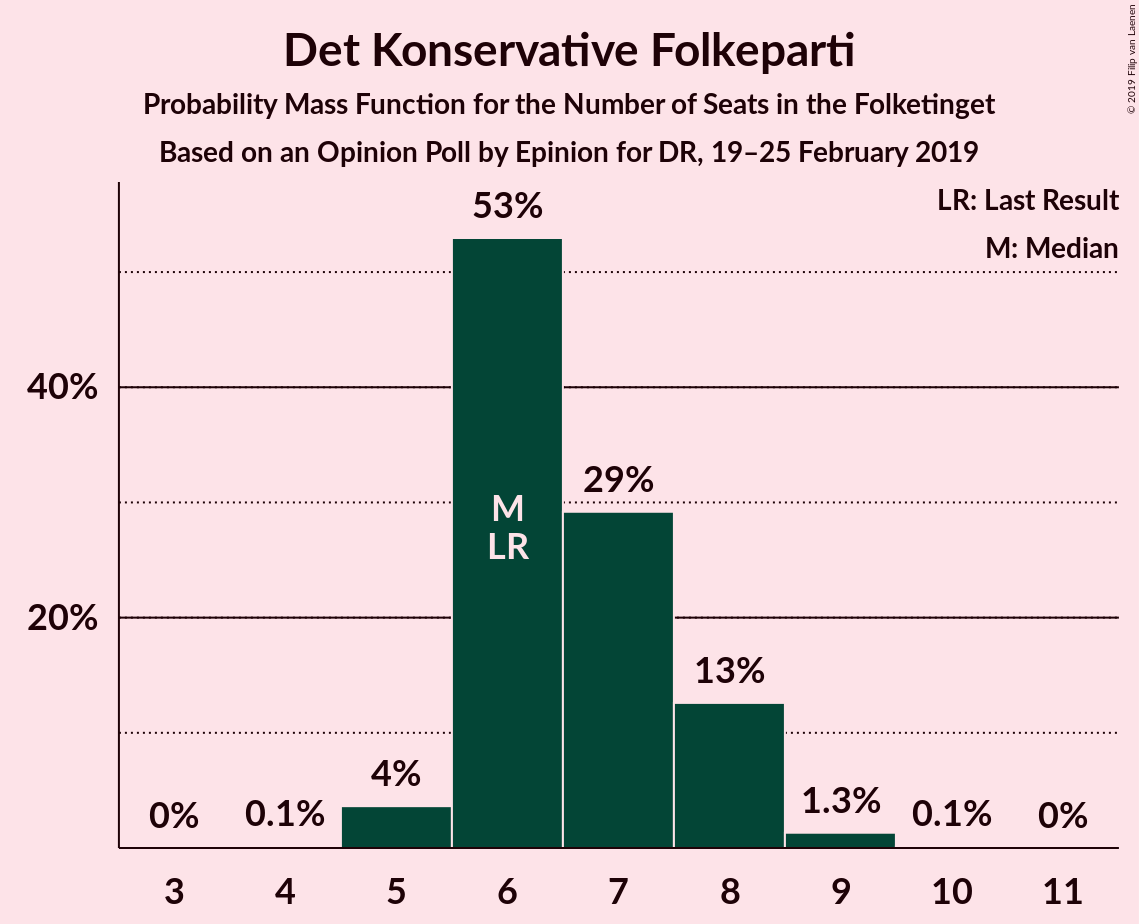 Det Konservative Folkeparti
Probability Mass Function for the Number of Seats in the Folketinget
Based on an Opinion Poll by Epinion for DR, 19–25 February 2019
© 2019 Filip van Laenen
LR: Last Result
M: Median
53%
40%
29%
M
LR
20%
13%
4%
1.3%
0%
0.1%
0.1%
0%
3 4 5 6 7 8 9 10 11